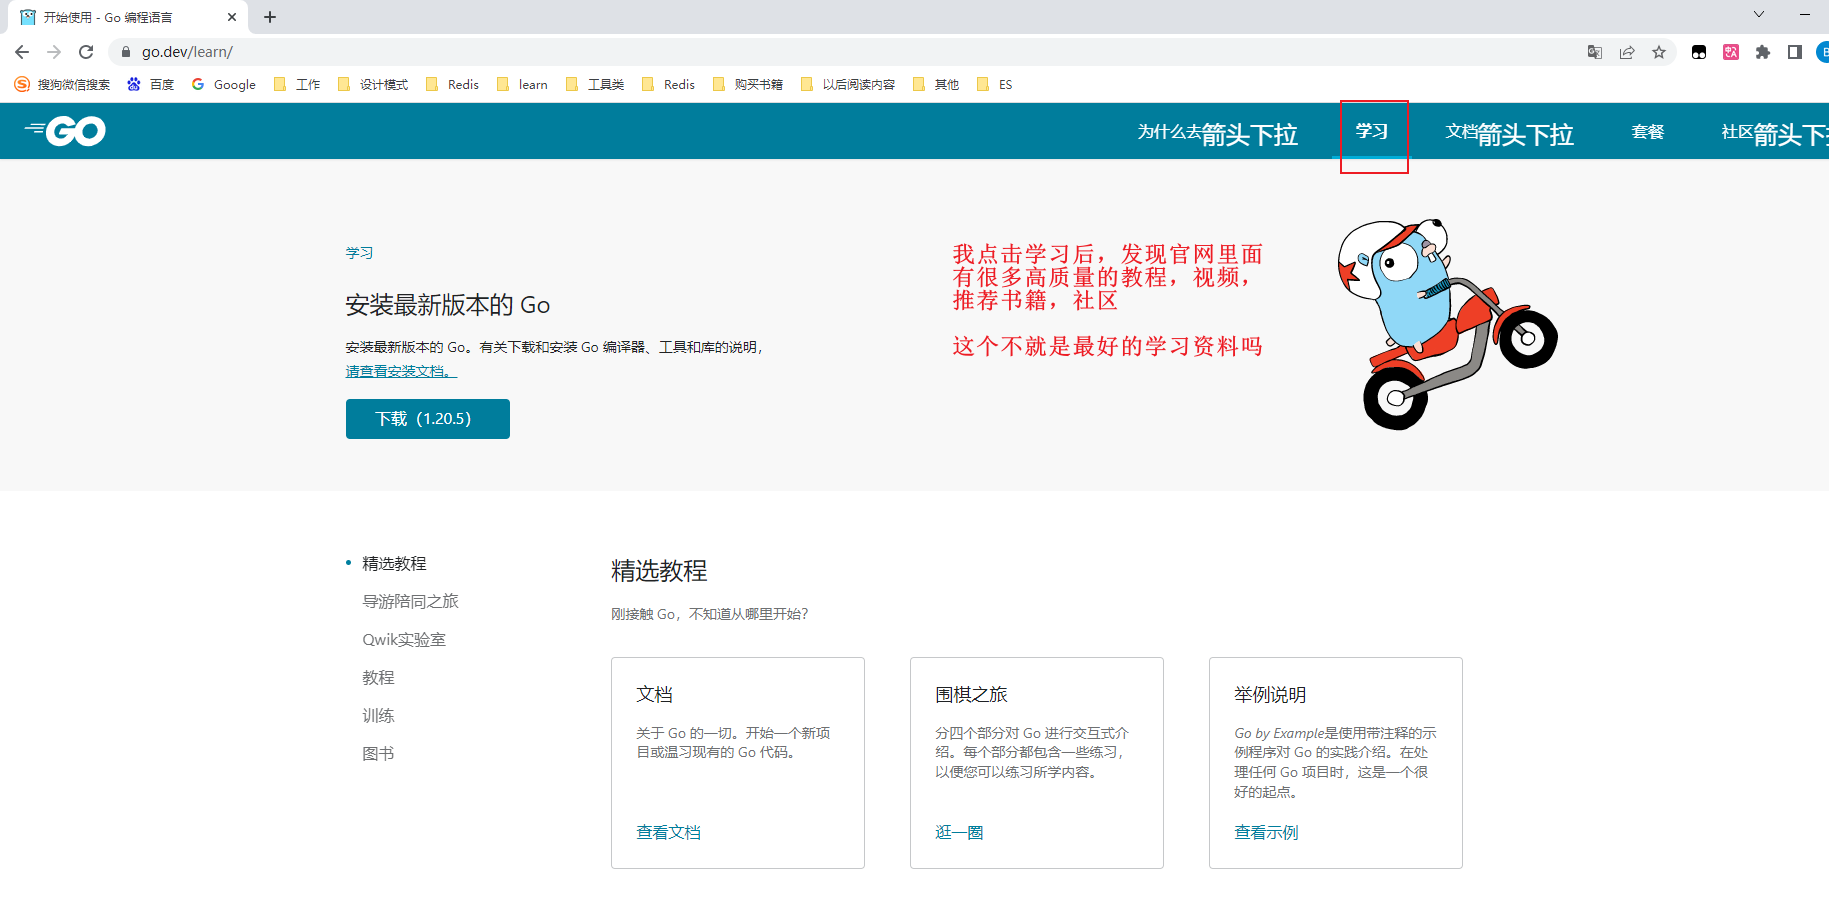 开始使用 - Go 编程语言
go.dev/learn/
搜狗微信搜索 百度 Google 工作 设计模式 Redis learn 工具类 Redis 购买书籍 以后阅读内容 其他 ES
GO 为什么去箭头下拉 学习 文档箭头下拉 套餐 社区箭头下
学习
安装最新版本的 Go
安装最新版本的 Go。有关下载和安装 Go 编译器、工具和库的说明，
请查看安装文档。
下载（1.20.5）
我点击学习后，发现官网里面
有很多高质量的教程，视频，
推荐书籍，社区
这个不就是最好的学习资料吗
精选教程
导游陪同之旅
Qwik实验室
教程
训练
图书
精选教程
刚接触 Go，不知道从哪里开始？
文档
关于 Go 的一切。开始一个新项
目或温习现有的 Go 代码。
查看文档
围棋之旅
分四个部分对 Go 进行交互式介
绍。每个部分都包含一些练习，
以便您可以练习所学内容。
逛一圈
举例说明
Go by Example是使用带注释的示
例程序对 Go 的实践介绍。在处
理任何 Go 项目时，这是一个很
好的起点。
查看示例